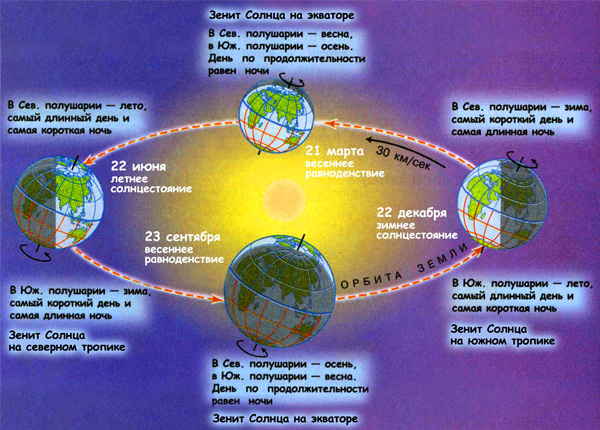 Зенит Солнца на экваторе
В Сев. полушарии — весна,
в Юж. полушарии — осень.
День по продолжительности
равен ночи
В Сев. полушарии — лето,
самый длинный день и
самая короткая ночь
В Сев. полушарии — зима,
самый короткий день и
самая длинная ночь
21 марта
весеннее
равноденствие
30 км/сек
22 июня
летнее
солнцестояние
22 декабря
зимнее
солнцестояние
23 сентября
весеннее
равноденствие
ОРБИТА ЗЕМЛИ
В Юж. полушарии — зима,
самый короткий день и
самая длинная ночь
Зенит Солнца
на северном тропике
В Юж. полушарии — лето,
самый длинный день и
самая короткая ночь
Зенит Солнца
на южном тропике
В Сев. полушарии — осень,
в Юж. полушарии — весна.
День по продолжительности
равен ночи
Зенит Солнца на экваторе